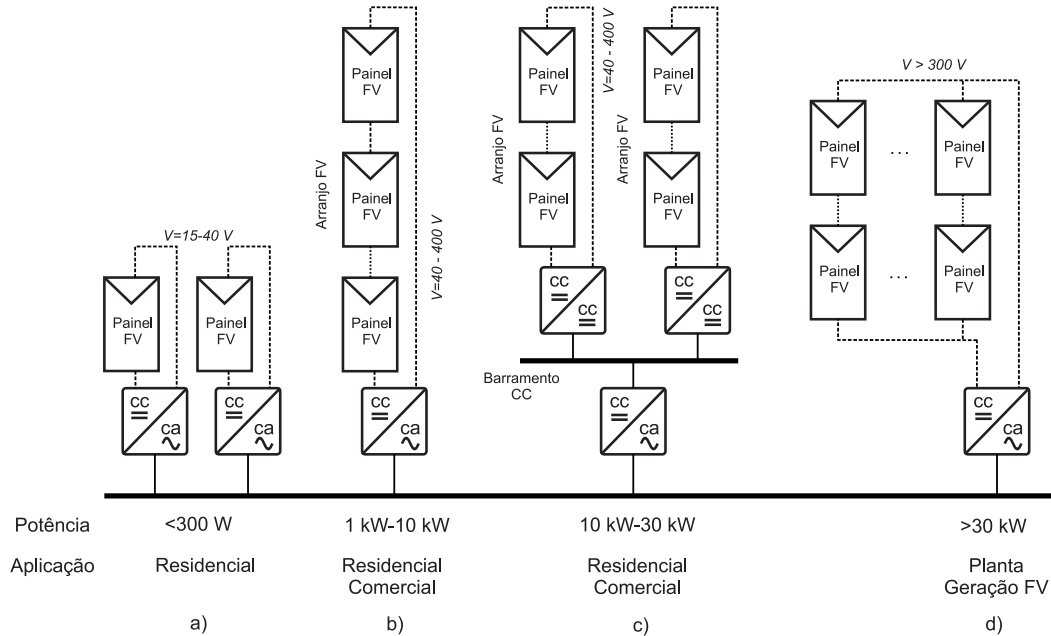 V=15-40 V
Painel
FV
Painel
FV
cc
ca
cc
ca
Arranjo FV
V=40 - 400 V
Painel
FV
Painel
FV
Painel
FV
cc
ca
Arranjo FV
V=40 - 400 V
Arranjo FV
Painel
FV
Painel
FV
Painel
FV
Painel
FV
cc
cc
cc
cc
Barramento
CC
cc
ca
V > 300 V
Painel
FV
...
Painel
FV
Painel
FV
...
Painel
FV
cc
ca
Potência <300 W 1 kW-10 kW 10 kW-30 kW >30 kW
Aplicação Residencial Residencial Residencial Planta
Comercial Comercial Geração FV
a) b) c) d)